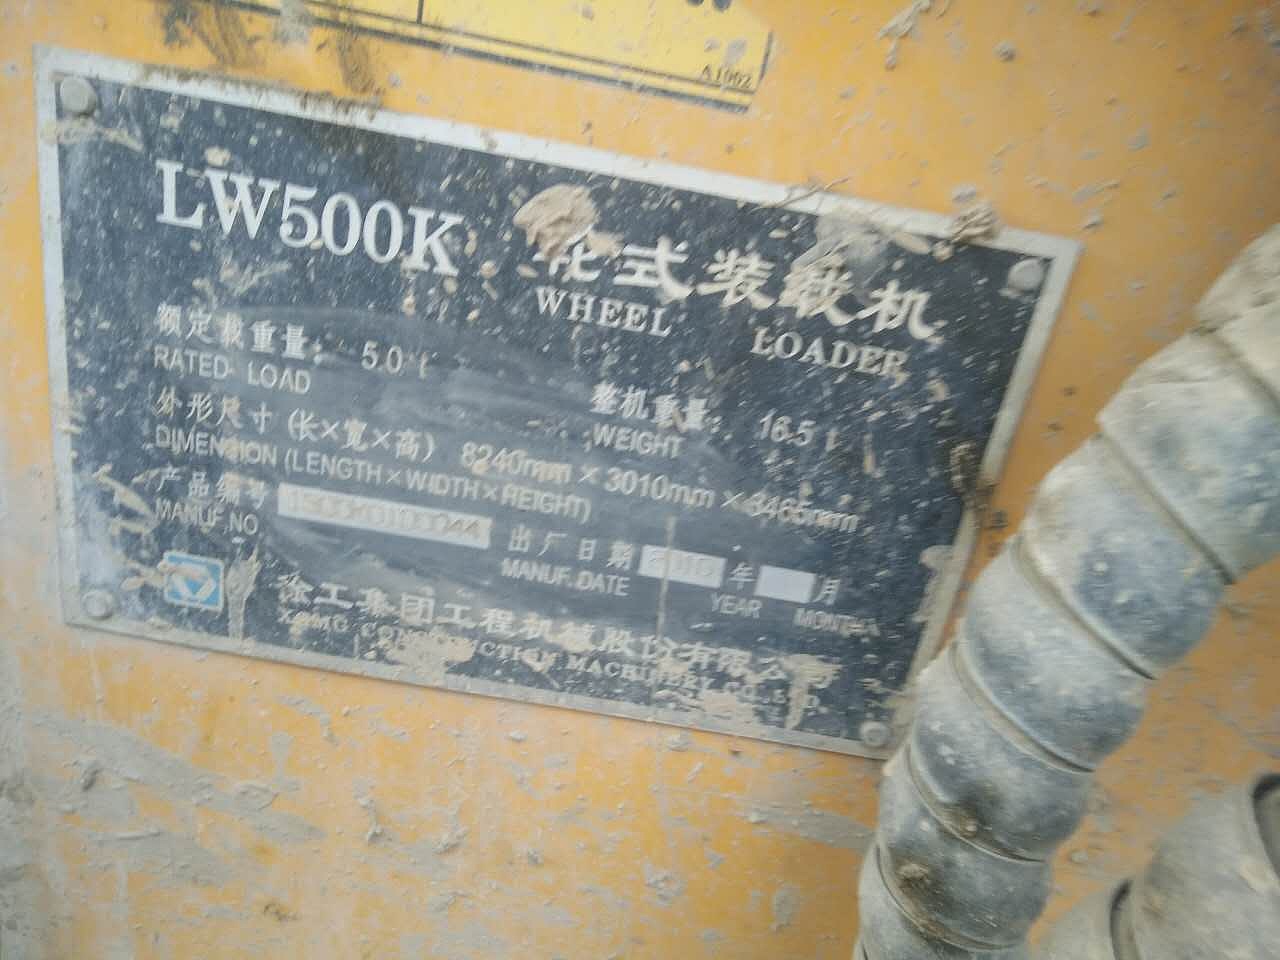 A1002
LW500K 轮式装载机
WHEEL LOADER
额定载重量: 5.0 t
RATED LOAD
整机重量: 16.5 t
WEIGHT
外形尺寸 (长×宽×高) 8240mm × 3010mm × 3465mm
DIMENSION (LENGTH×WIDTH×HEIGHT)
产品编号
MANUF.NO
出厂日期 年 月
MANUF.DATE YEAR MONTH
徐工集团工程机械股份有限公司
XCMG CONSTRUCTION MACHINERY CO.,LTD.